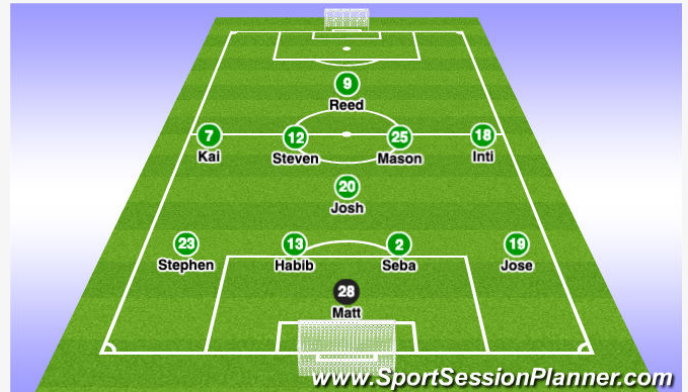 9
Reed
7
Kai
12
Steven
25
Mason
18
Inti
20
Josh
23
Stephen
13
Habib
2
Seba
19
Jose
28
Matt
www.SportSessionPlanner.com